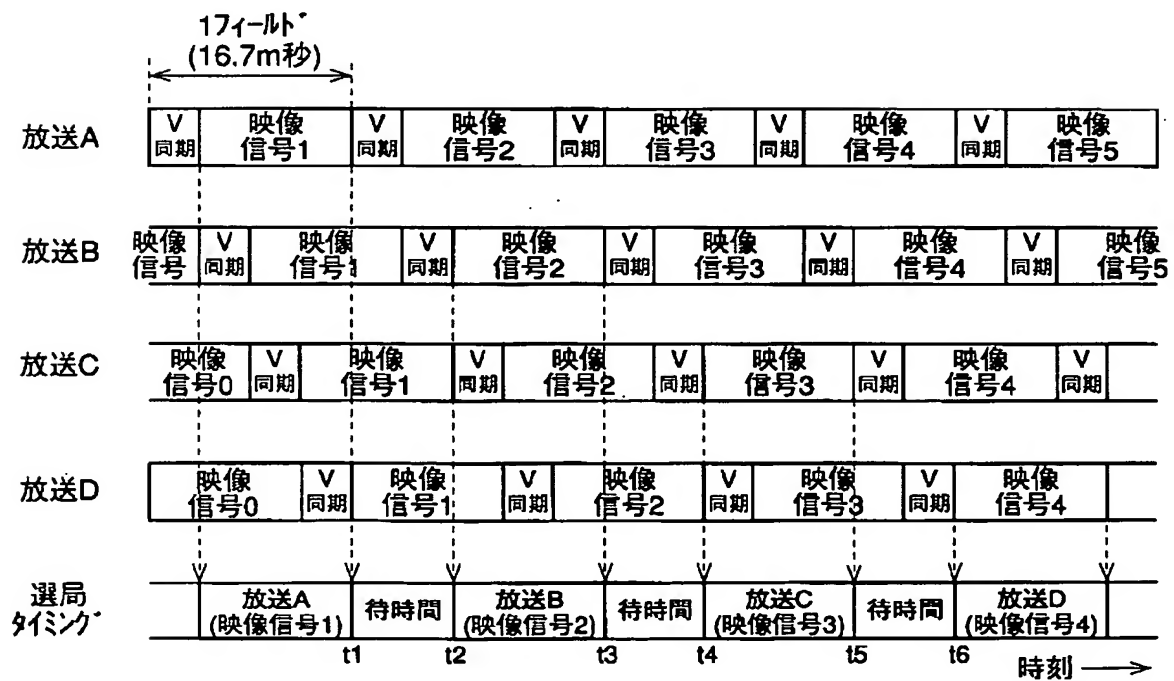 1フィールド
(16.7m秒)
放送A
V
同期
映像
信号1
V
同期
映像
信号2
V
同期
映像
信号3
V
同期
映像
信号4
V
同期
映像
信号5
放送B
映像
信号
V
同期
映像
信号1
V
同期
映像
信号2
V
同期
映像
信号3
V
同期
映像
信号4
V
同期
映像
信号5
放送C
映像
信号0
V
同期
映像
信号1
V
同期
映像
信号2
V
同期
映像
信号3
V
同期
映像
信号4
V
同期
放送D
映像
信号0
V
同期
映像
信号1
V
同期
映像
信号2
V
同期
映像
信号3
V
同期
映像
信号4
選局
タイミング
放送A
(映像信号1)
待時間
放送B
(映像信号2)
待時間
放送C
(映像信号3)
待時間
放送D
(映像信号4)
t1
t2
t3
t4
t5
t6
時刻